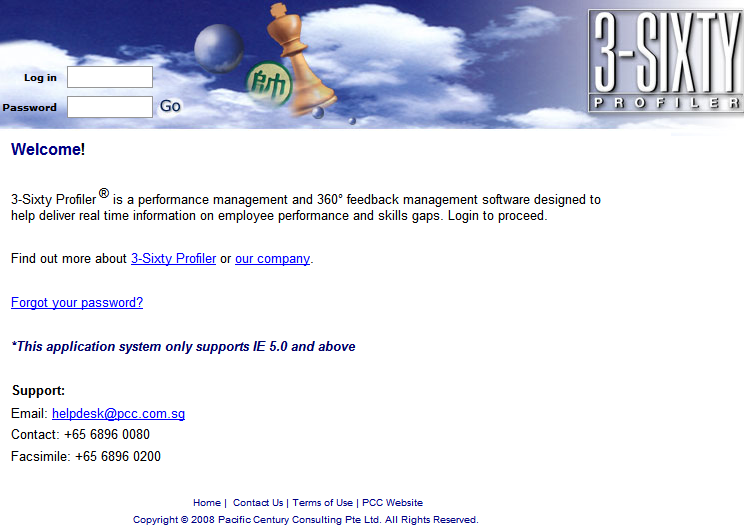 3-SIXTY
PROFILER
帥
Log in
Password Go
Welcome!
3-Sixty Profiler ® is a performance management and 360° feedback management software designed to
help deliver real time information on employee performance and skills gaps. Login to proceed.
Find out more about 3-Sixty Profiler or our company.
Forgot your password?
*This application system only supports IE 5.0 and above
Support:
Email: helpdesk@pcc.com.sg
Contact: +65 6896 0080
Facsimile: +65 6896 0200
Home | Contact Us | Terms of Use | PCC Website
Copyright © 2008 Pacific Century Consulting Pte Ltd. All Rights Reserved.